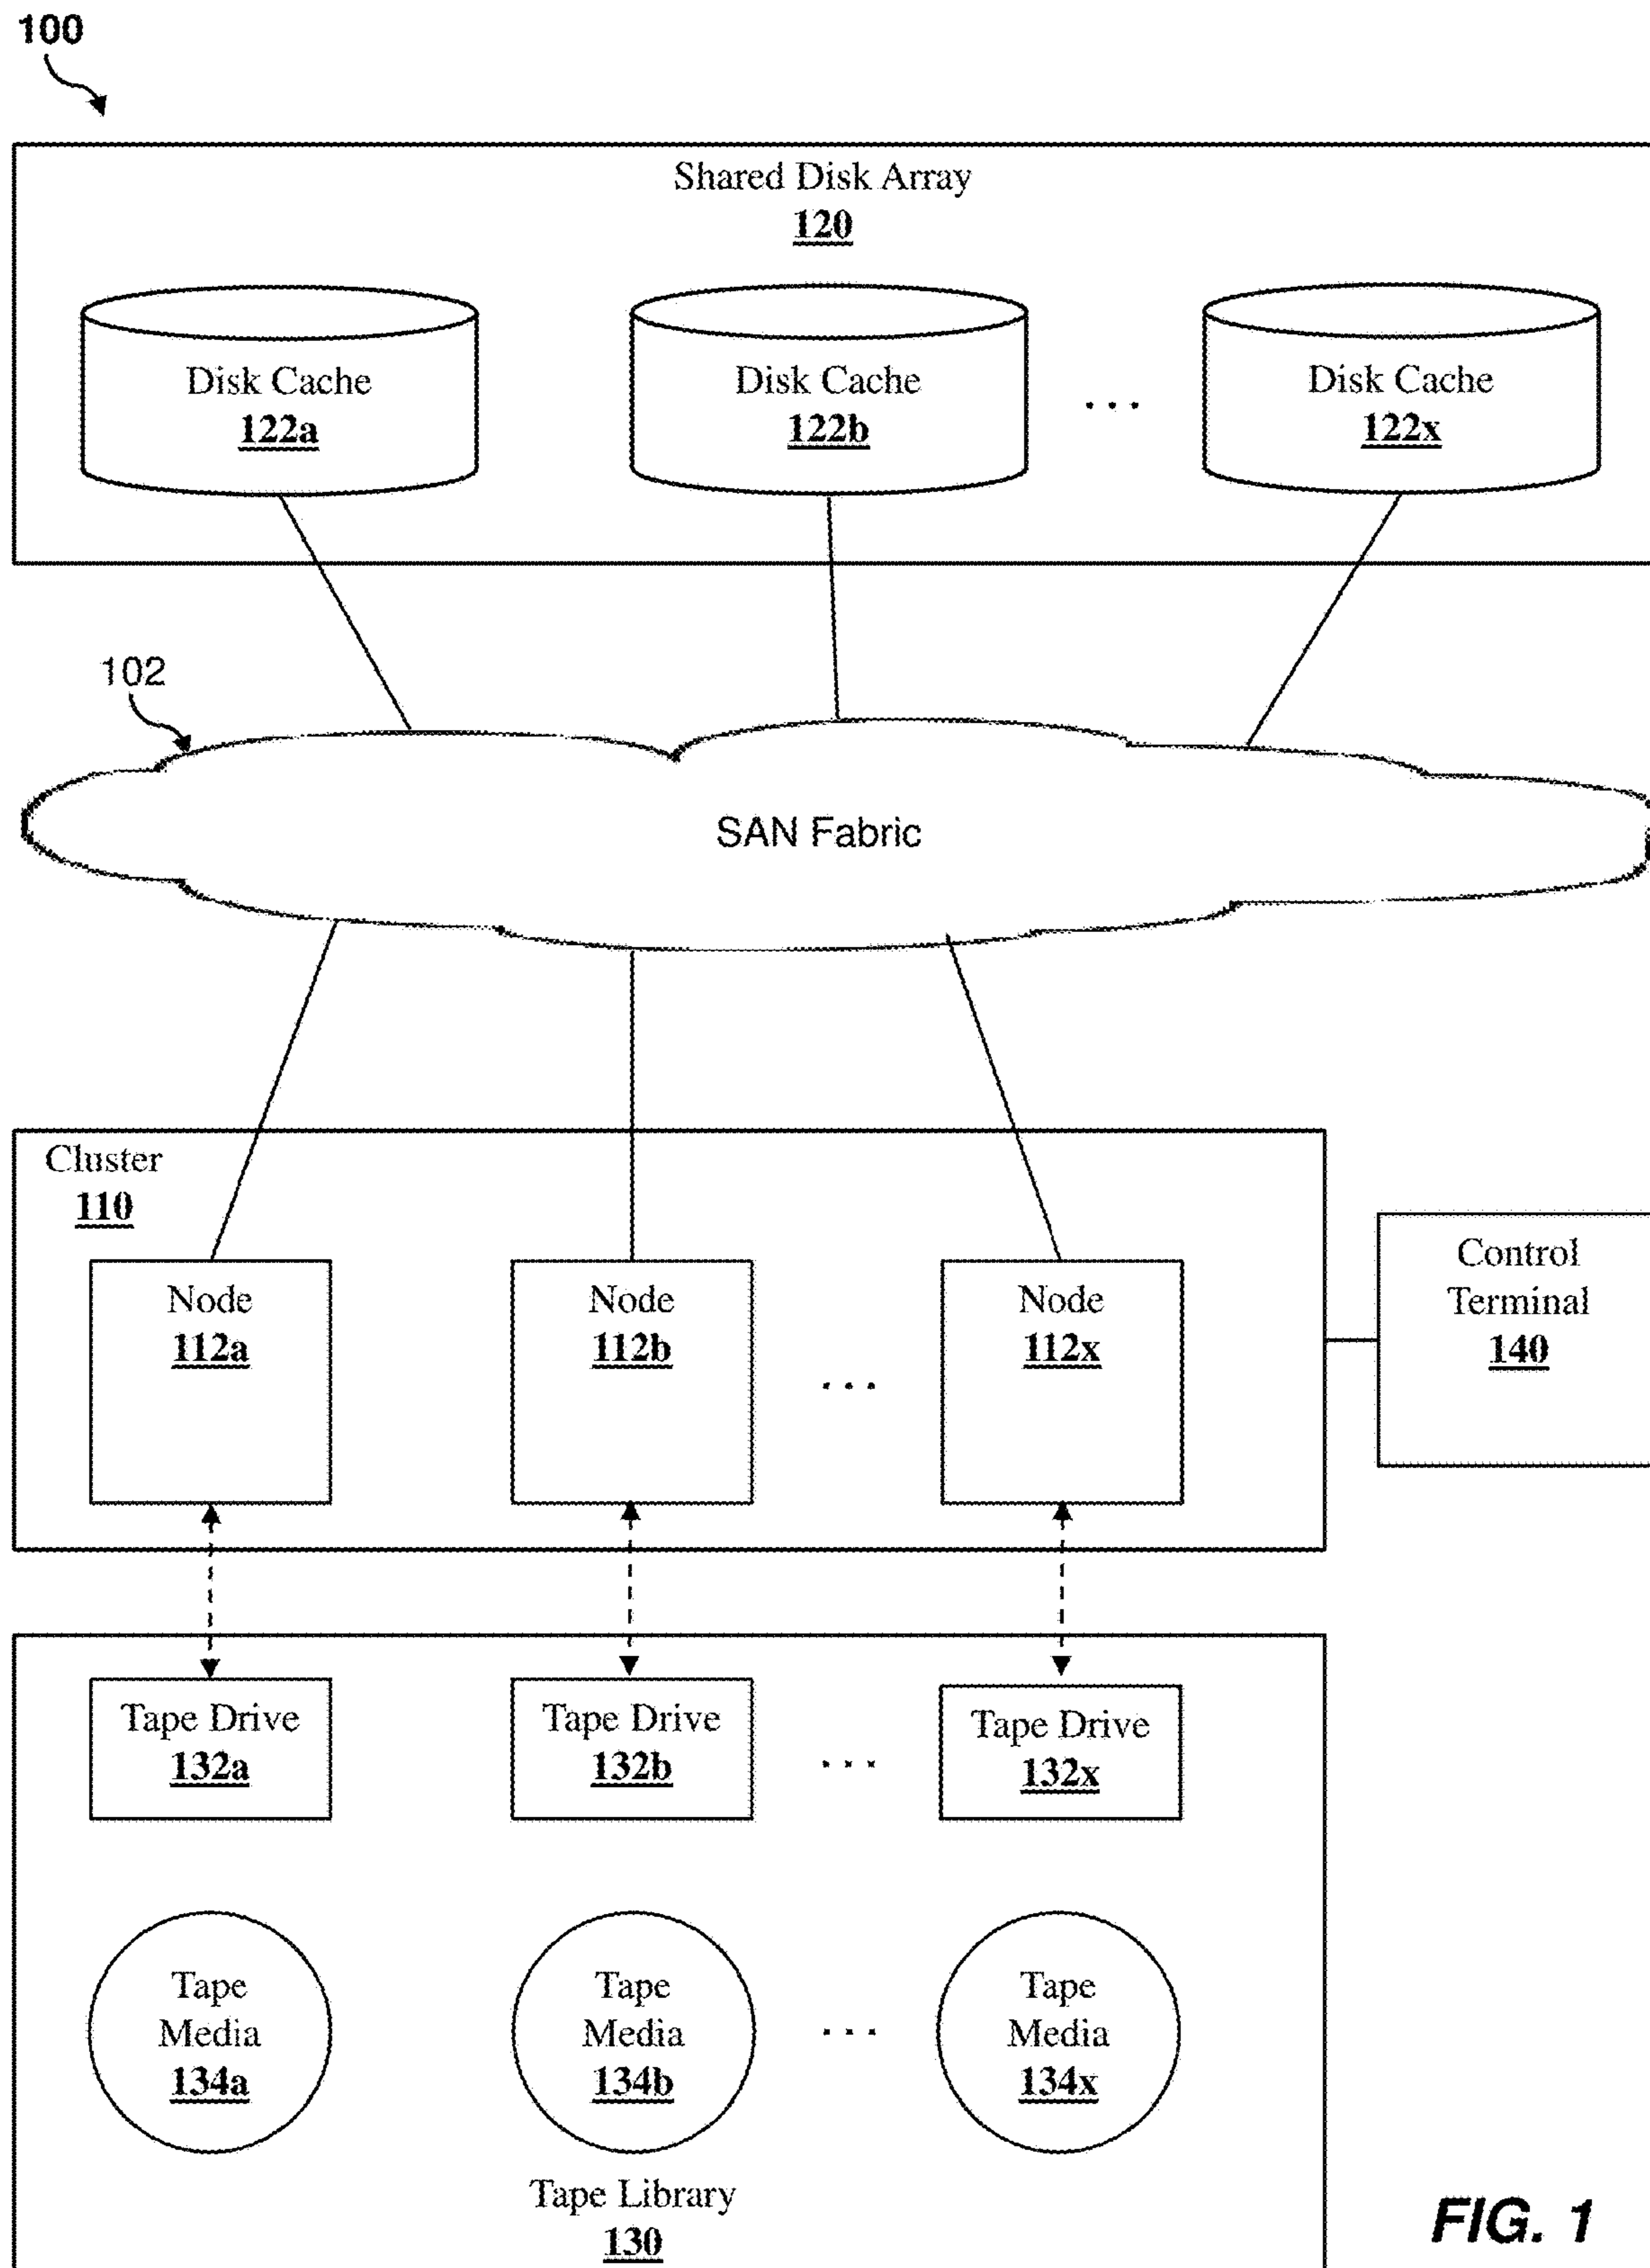 100
Shared Disk Array
120
Disk Cache
122a
Disk Cache
122b
...
Disk Cache
122x
102
SAN Fabric
Cluster
110
Node
112a
Node
112b
...
Node
112x
Control
Terminal
140
Tape Drive
132a
Tape Drive
132b
...
Tape Drive
132x
Tape
Media
134a
Tape
Media
134b
...
Tape
Media
134x
Tape Library
130
FIG. 1